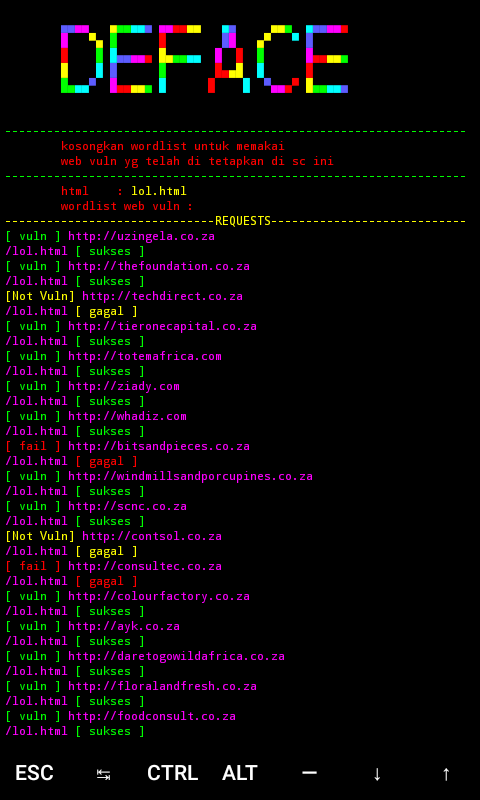 DEFACE
--------------------------------------------------
kosongkan wordlist untuk memakai
web vuln yg telah di tetapkan di sc ini
--------------------------------------------------
html    : lol.html
wordlist web vuln :
------------------------------REQUESTS----------------------------
[ vuln ] http://uzingela.co.za
/lol.html [ sukses ]
[ vuln ] http://thefoundation.co.za
/lol.html [ sukses ]
[Not Vuln] http://techdirect.co.za
/lol.html [ gagal ]
[ vuln ] http://tieronecapital.co.za
/lol.html [ sukses ]
[ vuln ] http://totemafrica.com
/lol.html [ sukses ]
[ vuln ] http://ziady.com
/lol.html [ sukses ]
[ vuln ] http://whadiz.com
/lol.html [ sukses ]
[ fail ] http://bitsandpieces.co.za
/lol.html [ gagal ]
[ vuln ] http://windmillsandporcupines.co.za
/lol.html [ sukses ]
[ vuln ] http://scnc.co.za
/lol.html [ sukses ]
[Not Vuln] http://contsol.co.za
/lol.html [ gagal ]
[ fail ] http://consultec.co.za
/lol.html [ gagal ]
[ vuln ] http://colourfactory.co.za
/lol.html [ sukses ]
[ vuln ] http://ayk.co.za
/lol.html [ sukses ]
[ vuln ] http://daretogowildafrica.co.za
/lol.html [ sukses ]
[ vuln ] http://floralandfresh.co.za
/lol.html [ sukses ]
[ vuln ] http://foodconsult.co.za
/lol.html [ sukses ]
ESC ↹ CTRL ALT – ↓ ↑